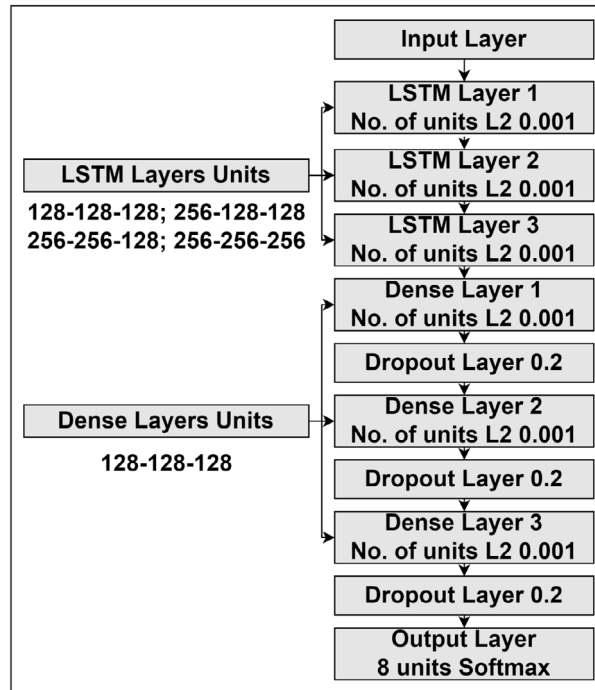 Input Layer
LSTM Layer 1
No. of units L2 0.001
LSTM Layers Units
128-128-128; 256-128-128
256-256-128; 256-256-256
LSTM Layer 2
No. of units L2 0.001
LSTM Layer 3
No. of units L2 0.001
Dense Layer 1
No. of units L2 0.001
Dropout Layer 0.2
Dense Layers Units
128-128-128
Dense Layer 2
No. of units L2 0.001
Dropout Layer 0.2
Dense Layer 3
No. of units L2 0.001
Dropout Layer 0.2
Output Layer
8 units Softmax